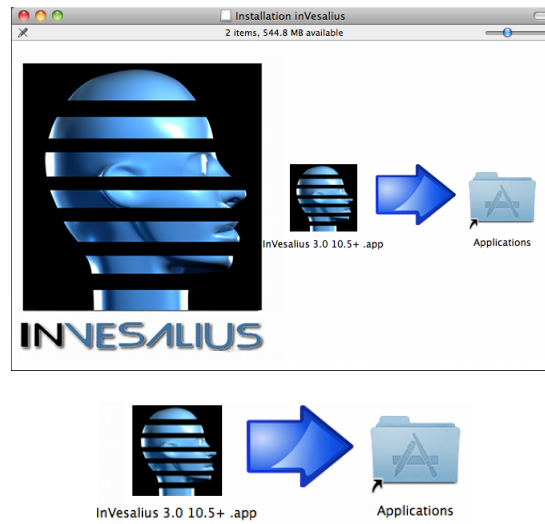 Installation inVesalius
2 items, 544.8 MB available
InVesalius 3.0 10.5+ .app
Applications
INVESALIUS
InVesalius 3.0 10.5+ .app
Applications